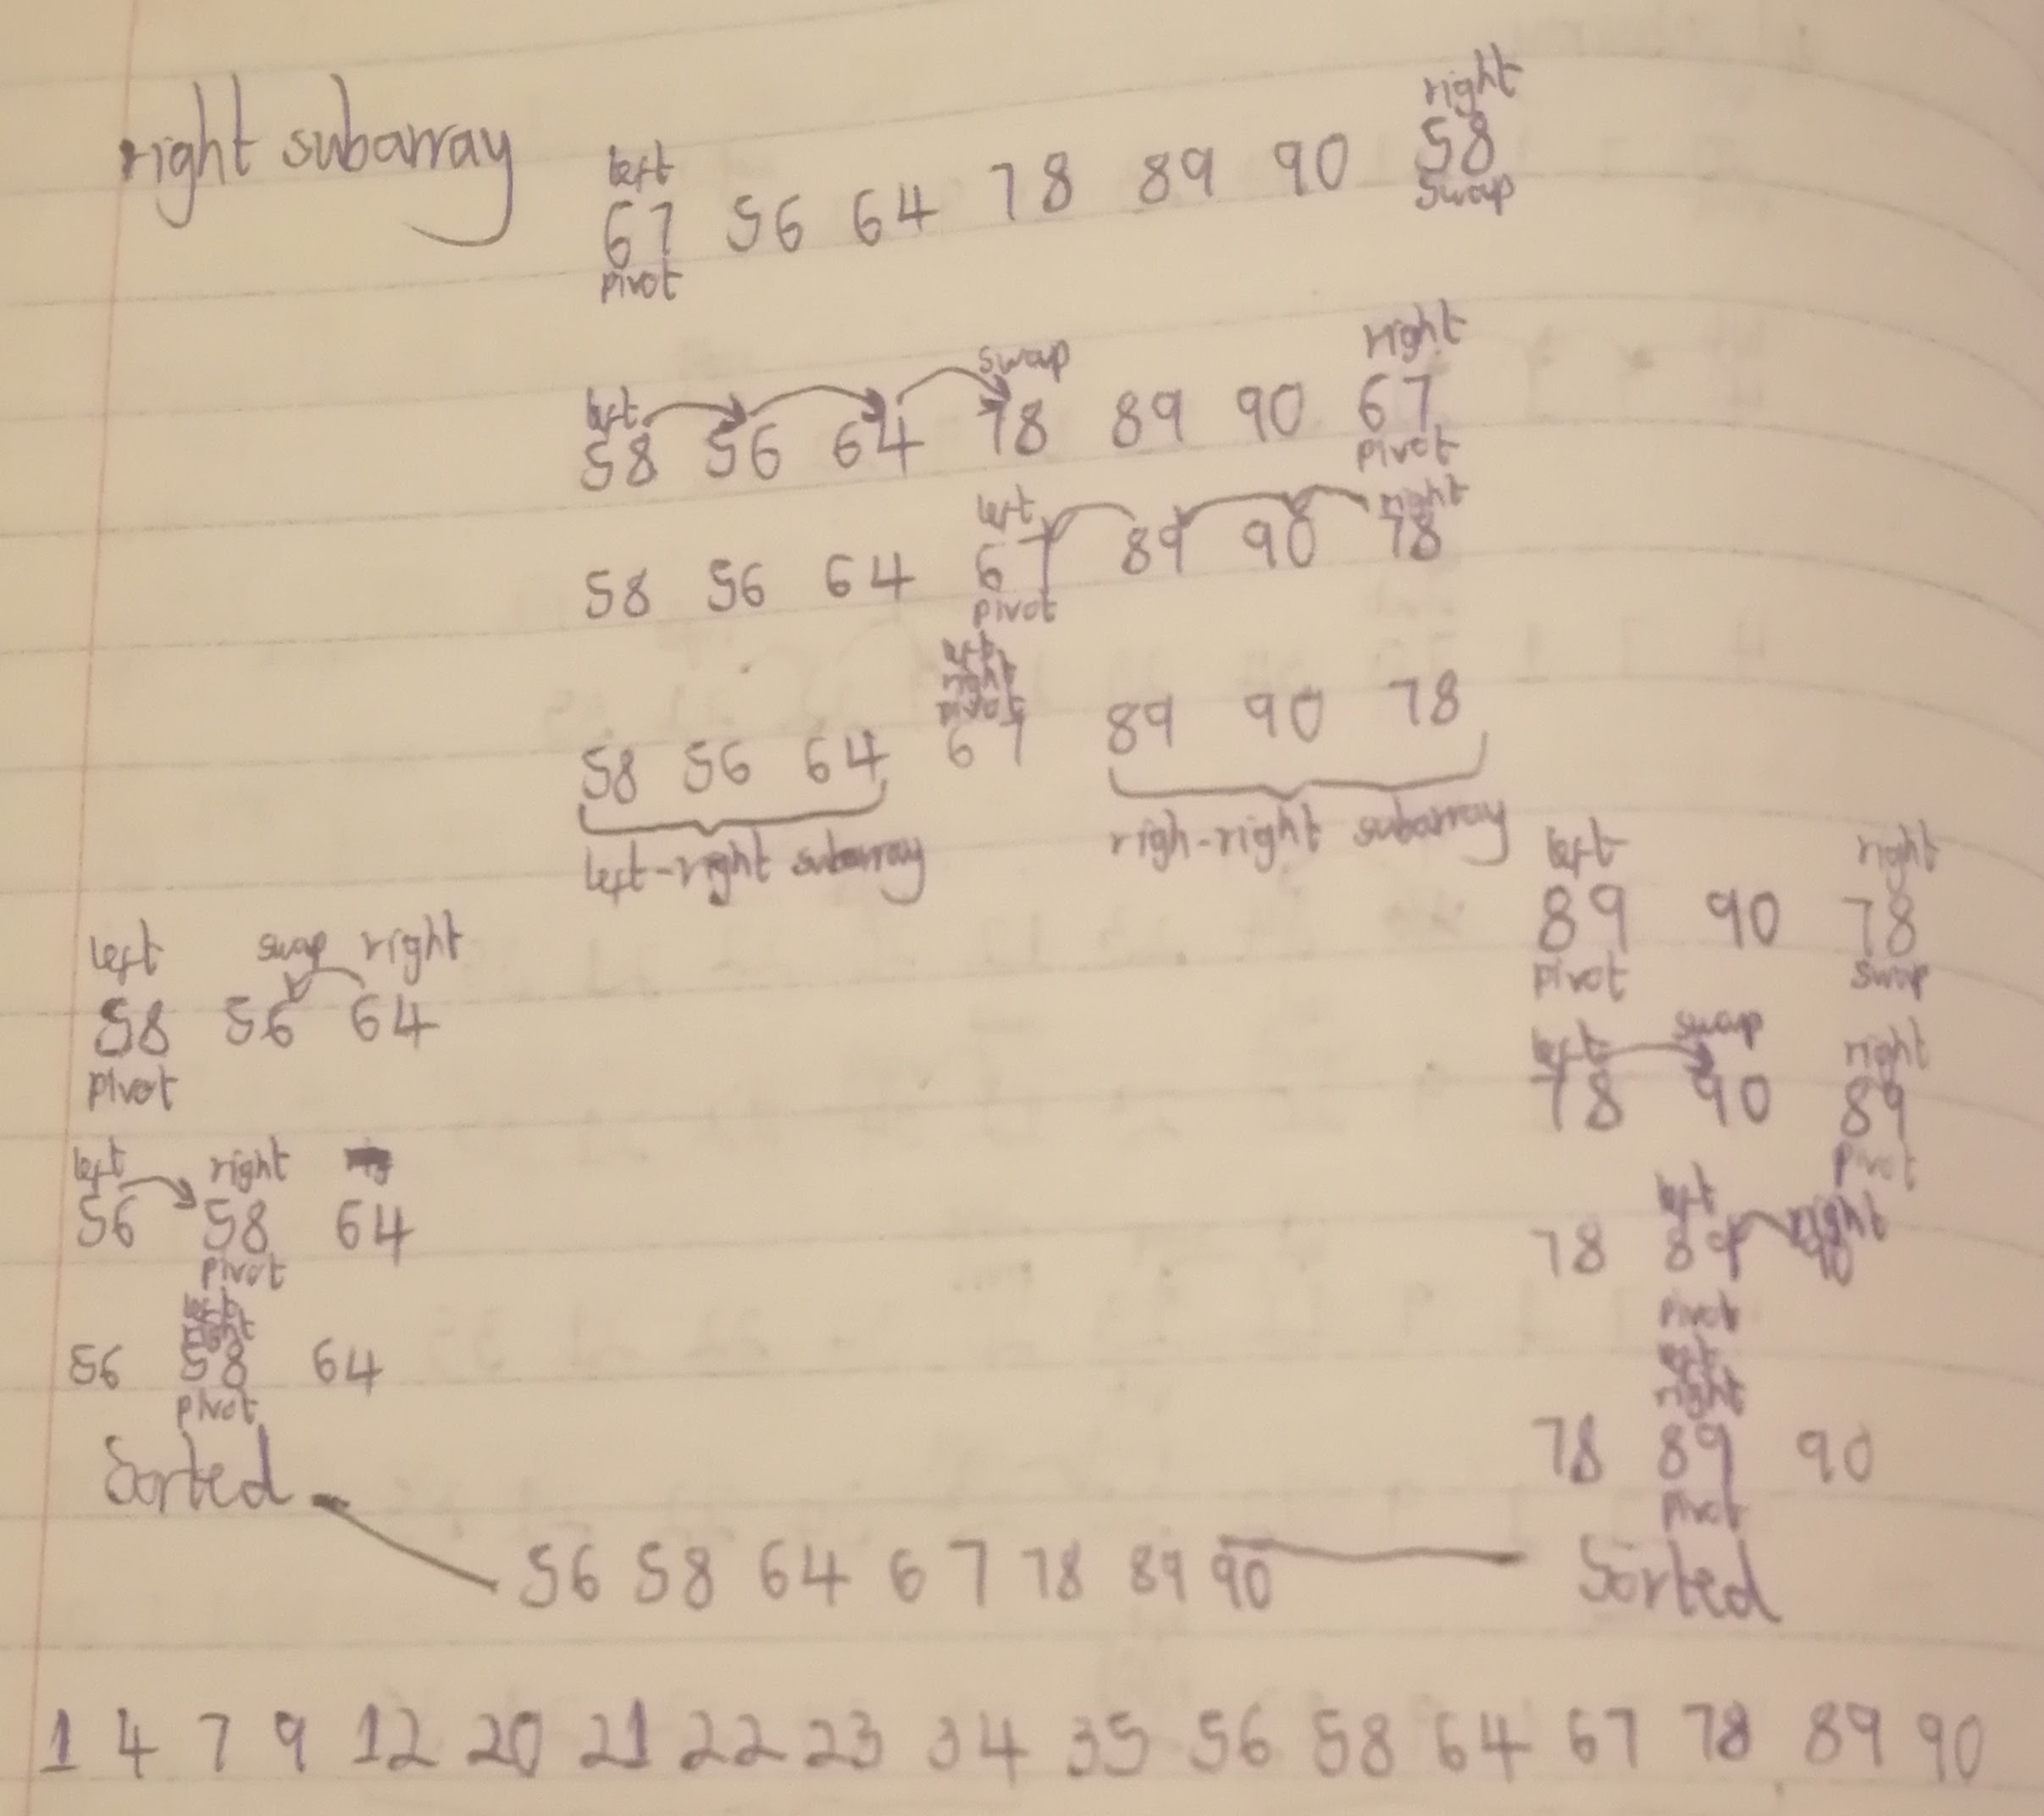 right
right subarray left 58
67 56 64 78 89 90 swap
pivot
swap right
left
58 56 64 78 89 90 67
pivot
left right
58 56 64 67 89 90 78
pivot
left
right
pivot
58 56 64 67 89 90 78
left-right subarray righ-right subarray
left right
89 90 78
pivot swap
left swap right
58 56 64
pivot
left swap right
78 90 89
pivot
left right
56 58 64
pivot
left right
78 89 90
pivot
left
right
56 58 64
pivot
left
right
78 89 90
pivot
Sorted
56 58 64 67 78 89 90 Sorted
1 4 7 9 12 20 21 22 23 34 35 56 58 64 67 78 89 90